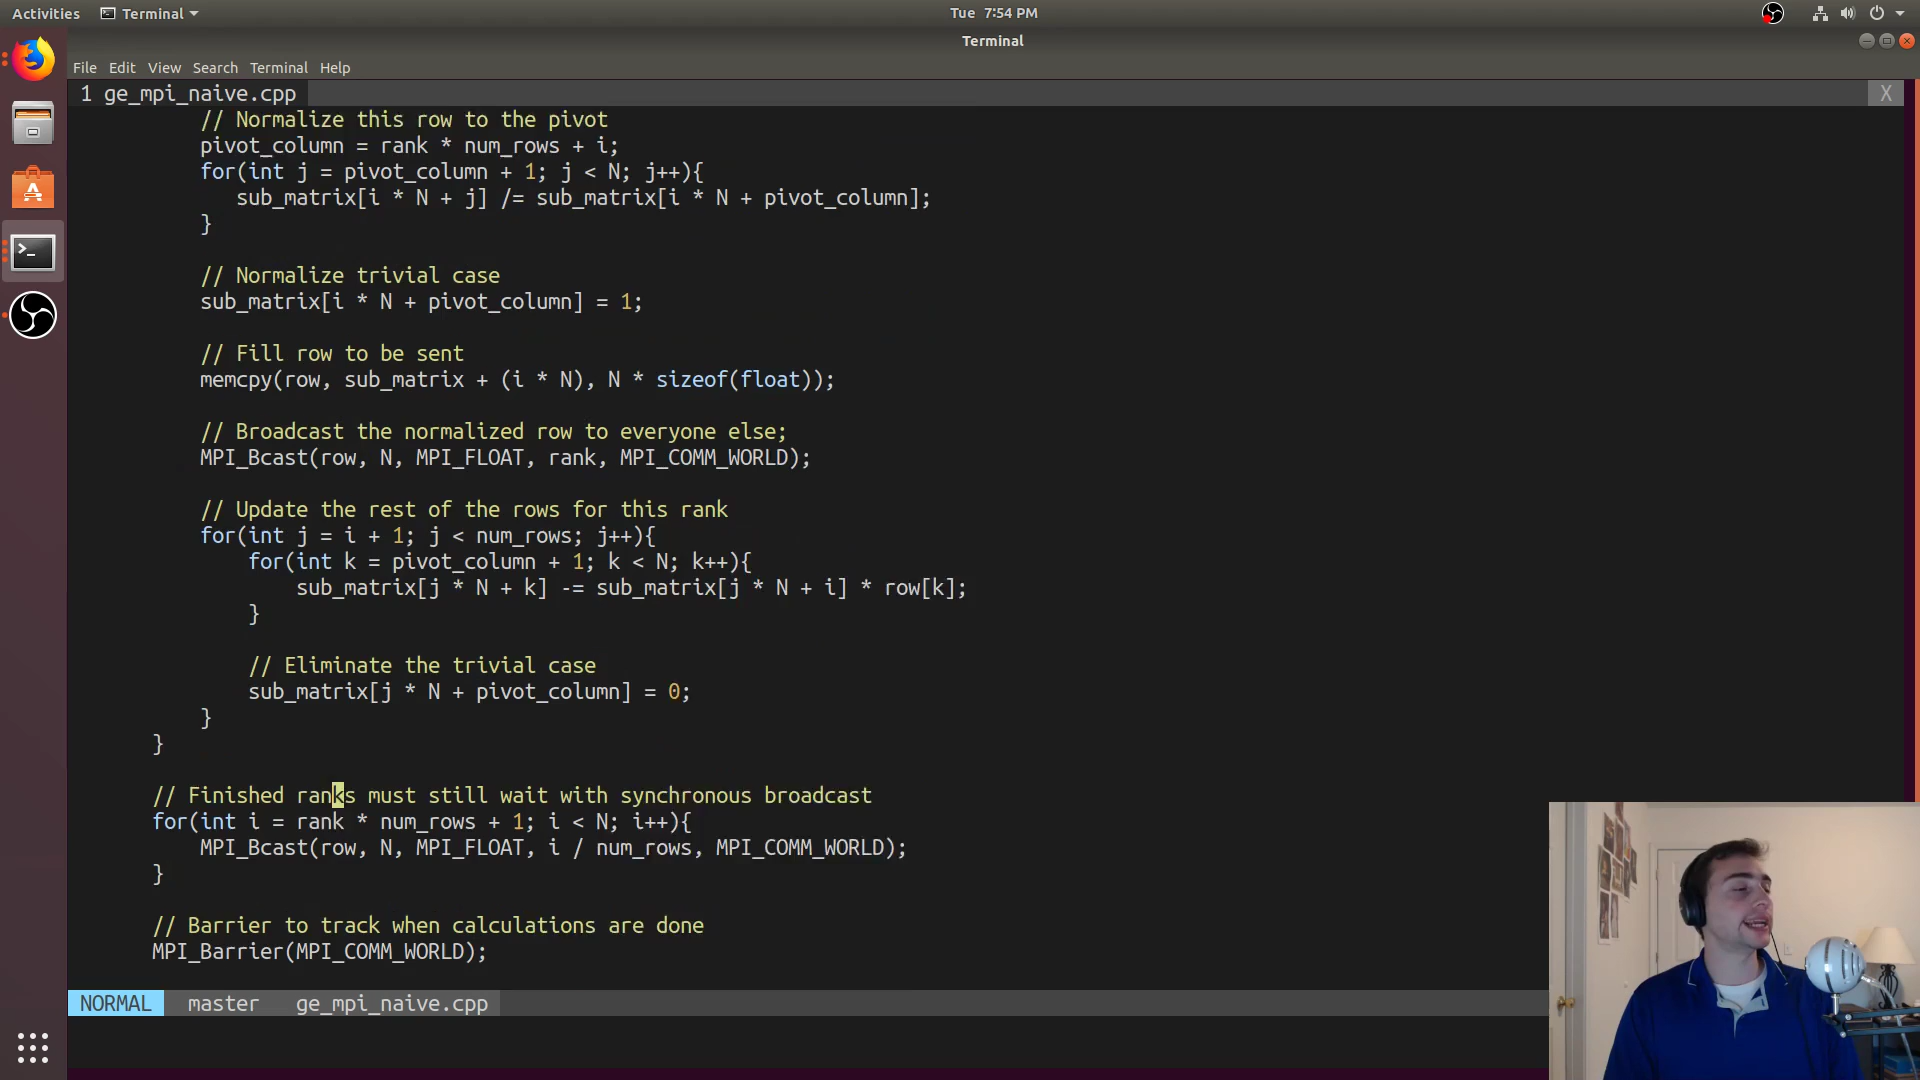 Activities Terminal Tue 7:54 PM
Terminal
File Edit View Search Terminal Help
1 ge_mpi_naive.cpp X
// Normalize this row to the pivot
pivot_column = rank * num_rows + i;
for(int j = pivot_column + 1; j < N; j++){
sub_matrix[i * N + j] /= sub_matrix[i * N + pivot_column];
}
// Normalize trivial case
sub_matrix[i * N + pivot_column] = 1;
// Fill row to be sent
memcpy(row, sub_matrix + (i * N), N * sizeof(float));
// Broadcast the normalized row to everyone else;
MPI_Bcast(row, N, MPI_FLOAT, rank, MPI_COMM_WORLD);
// Update the rest of the rows for this rank
for(int j = i + 1; j < num_rows; j++){
for(int k = pivot_column + 1; k < N; k++){
sub_matrix[j * N + k] -= sub_matrix[j * N + i] * row[k];
}
// Eliminate the trivial case
sub_matrix[j * N + pivot_column] = 0;
}
}
// Finished ranks must still wait with synchronous broadcast
for(int i = rank * num_rows + 1; i < N; i++){
MPI_Bcast(row, N, MPI_FLOAT, i / num_rows, MPI_COMM_WORLD);
}
// Barrier to track when calculations are done
MPI_Barrier(MPI_COMM_WORLD);
NORMAL master ge_mpi_naive.cpp